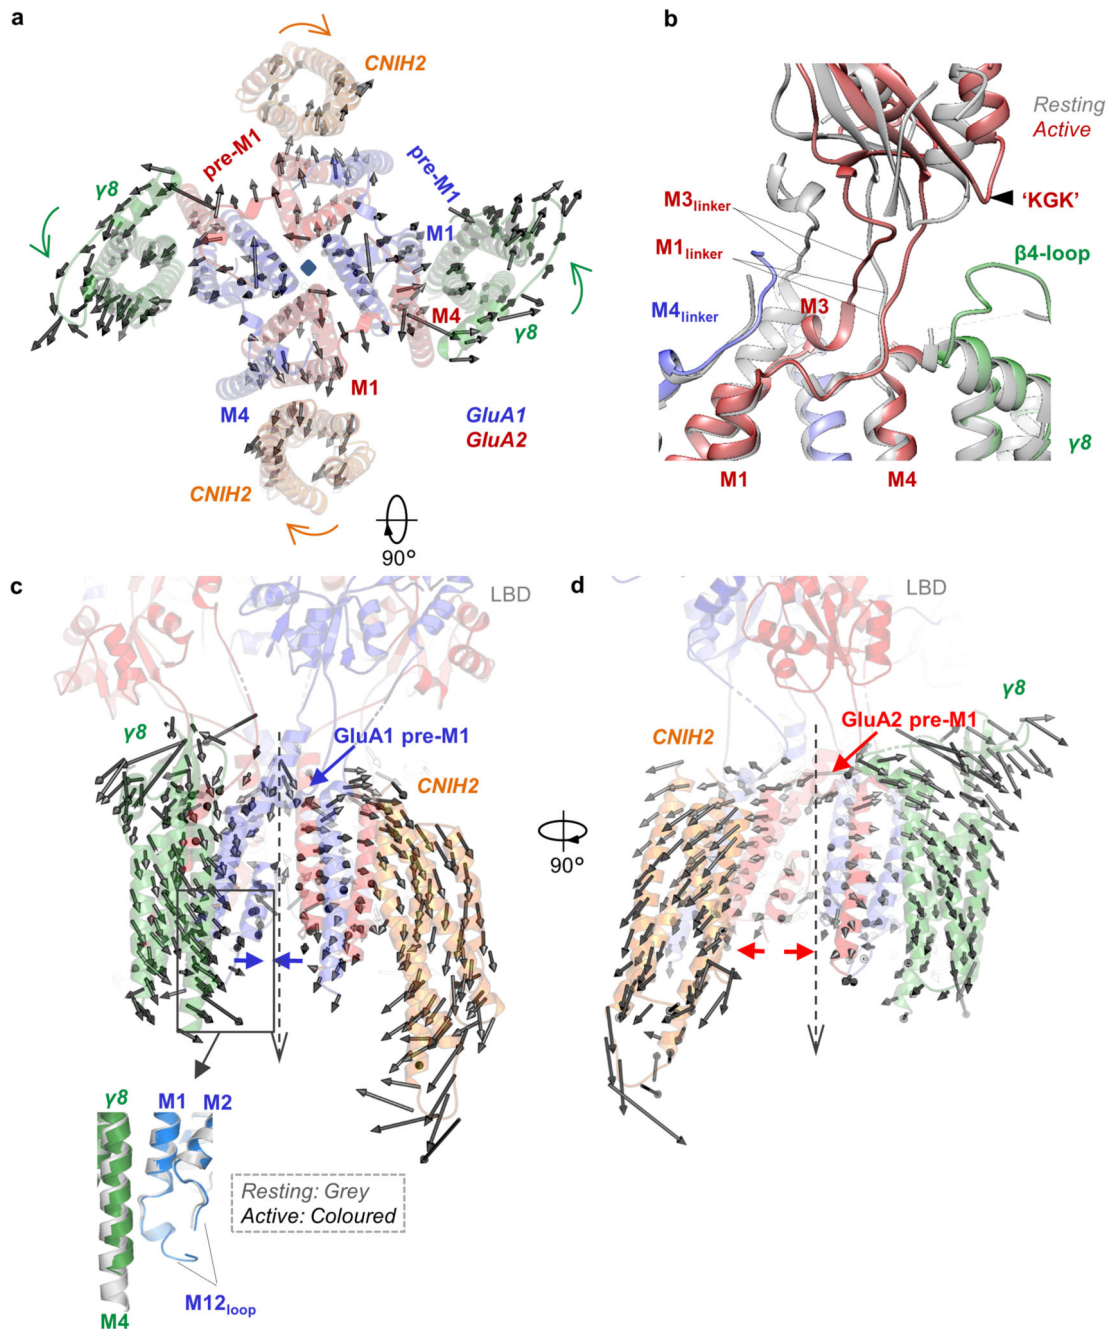 a
CNIH2
pre-M1
pre-M1
γ8
M1
M4
γ8
M4
M1
GluA1
GluA2
CNIH2
90°
b
Resting
Active
'KGK'
M3linker
M1linker
β4-loop
M4linker
M3
γ8
M1
M4
c
LBD
γ8
GluA1 pre-M1
CNIH2
γ8
M1
M2
Resting: Grey
Active: Coloured
M12loop
M4
90°
d
LBD
γ8
GluA2 pre-M1
CNIH2